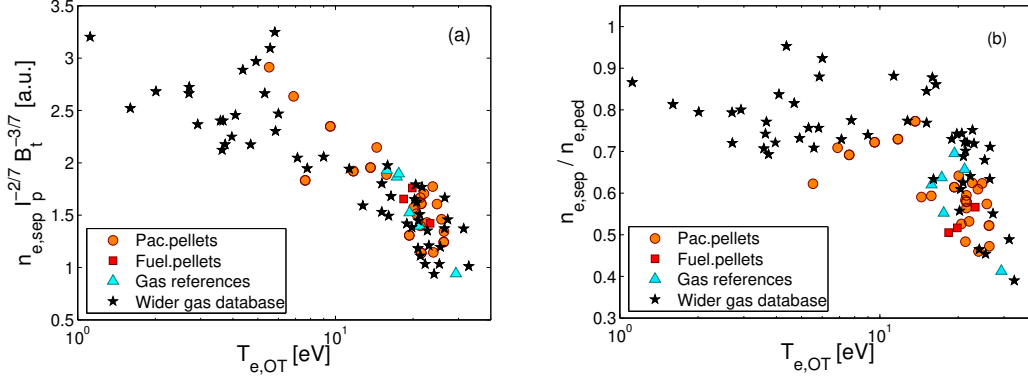 (a)
n_e,sep I_p^-2/7 B_t^-3/7 [a.u.]
3.5
3
2.5
2
1.5
1
0.5
10^0
10^1
T_e,OT [eV]
Pac.pellets
Fuel.pellets
Gas references
Wider gas database
(b)
n_e,sep / n_e,ped
1
0.9
0.8
0.7
0.6
0.5
0.4
0.3
10^0
10^1
T_e,OT [eV]
Pac.pellets
Fuel.pellets
Gas references
Wider gas database